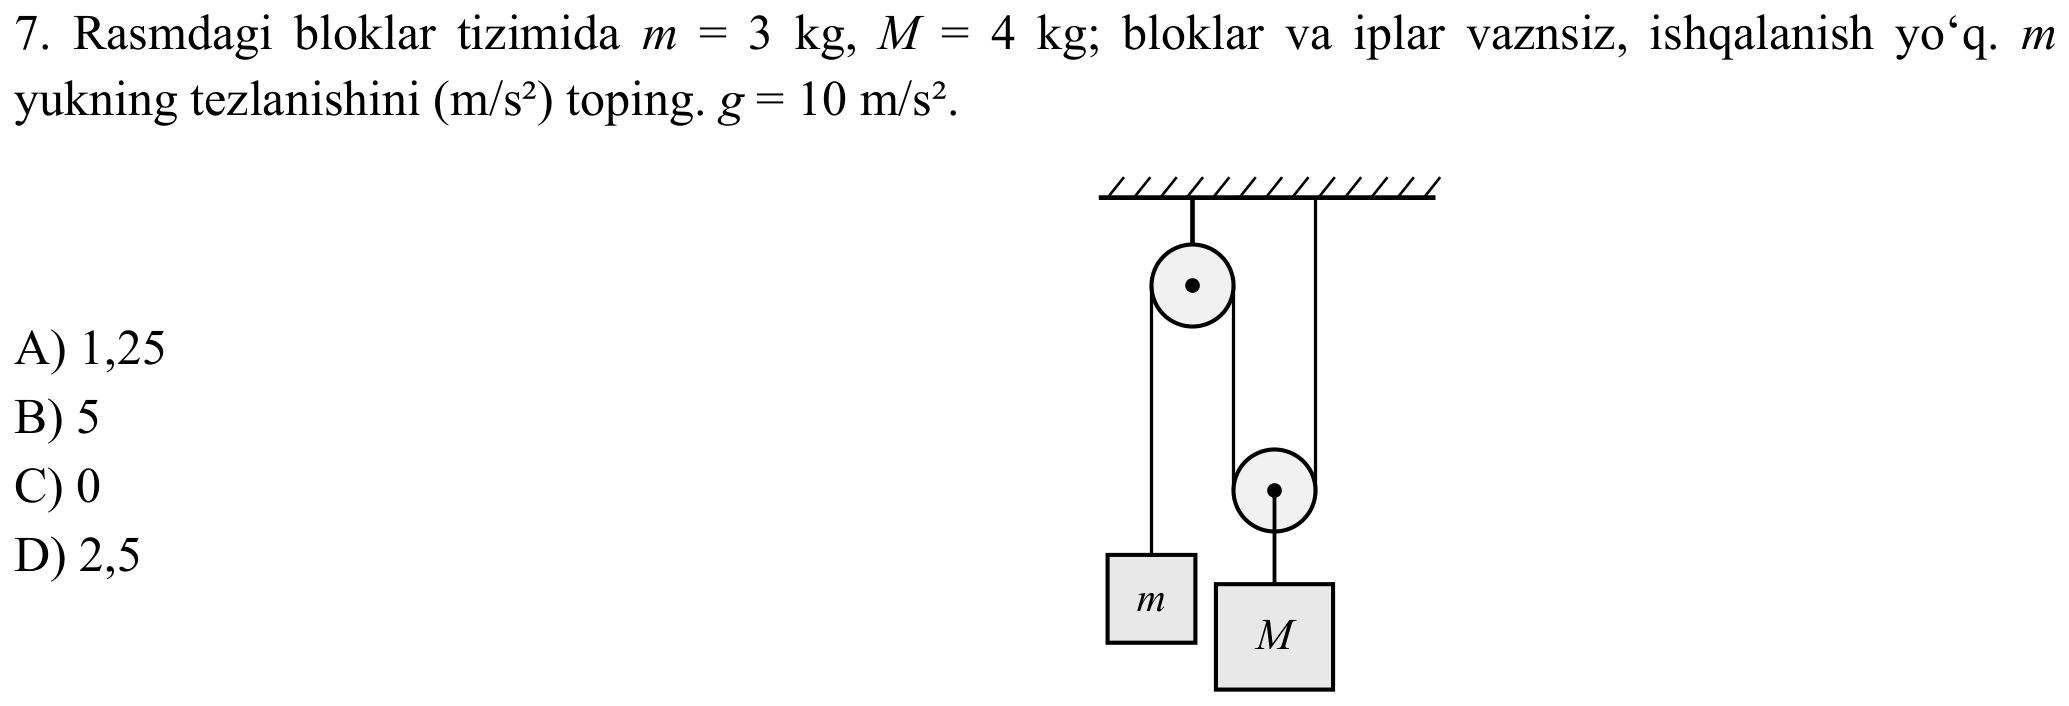 7. Rasmdagi bloklar tizimida m = 3 kg, M = 4 kg; bloklar va iplar vaznsiz, ishqalanish yo‘q. m
yukning tezlanishini (m/s²) toping. g = 10 m/s².
A) 1,25
B) 5
C) 0
D) 2,5
m
M